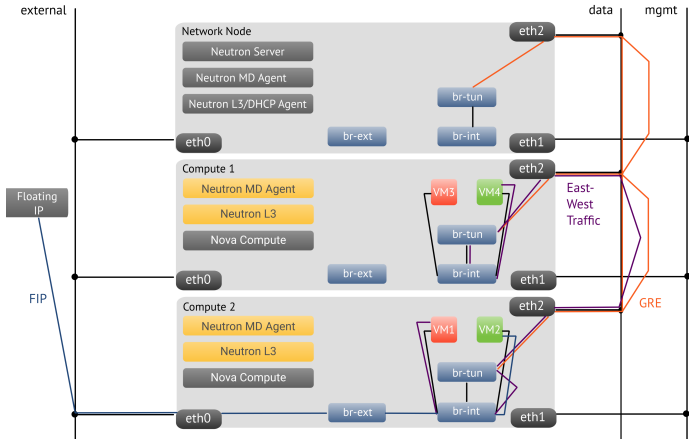 external
data
mgmt
Network Node
eth2
Neutron Server
Neutron MD Agent
Neutron L3/DHCP Agent
br-tun
eth0
br-ext
br-int
eth1
Compute 1
eth2
Neutron MD Agent
VM3
VM4
East-
West
Traffic
Floating
IP
Neutron L3
Nova Compute
br-tun
eth0
br-ext
br-int
eth1
FIP
Compute 2
eth2
GRE
Neutron MD Agent
VM1
VM2
Neutron L3
Nova Compute
br-tun
eth0
br-ext
br-int
eth1